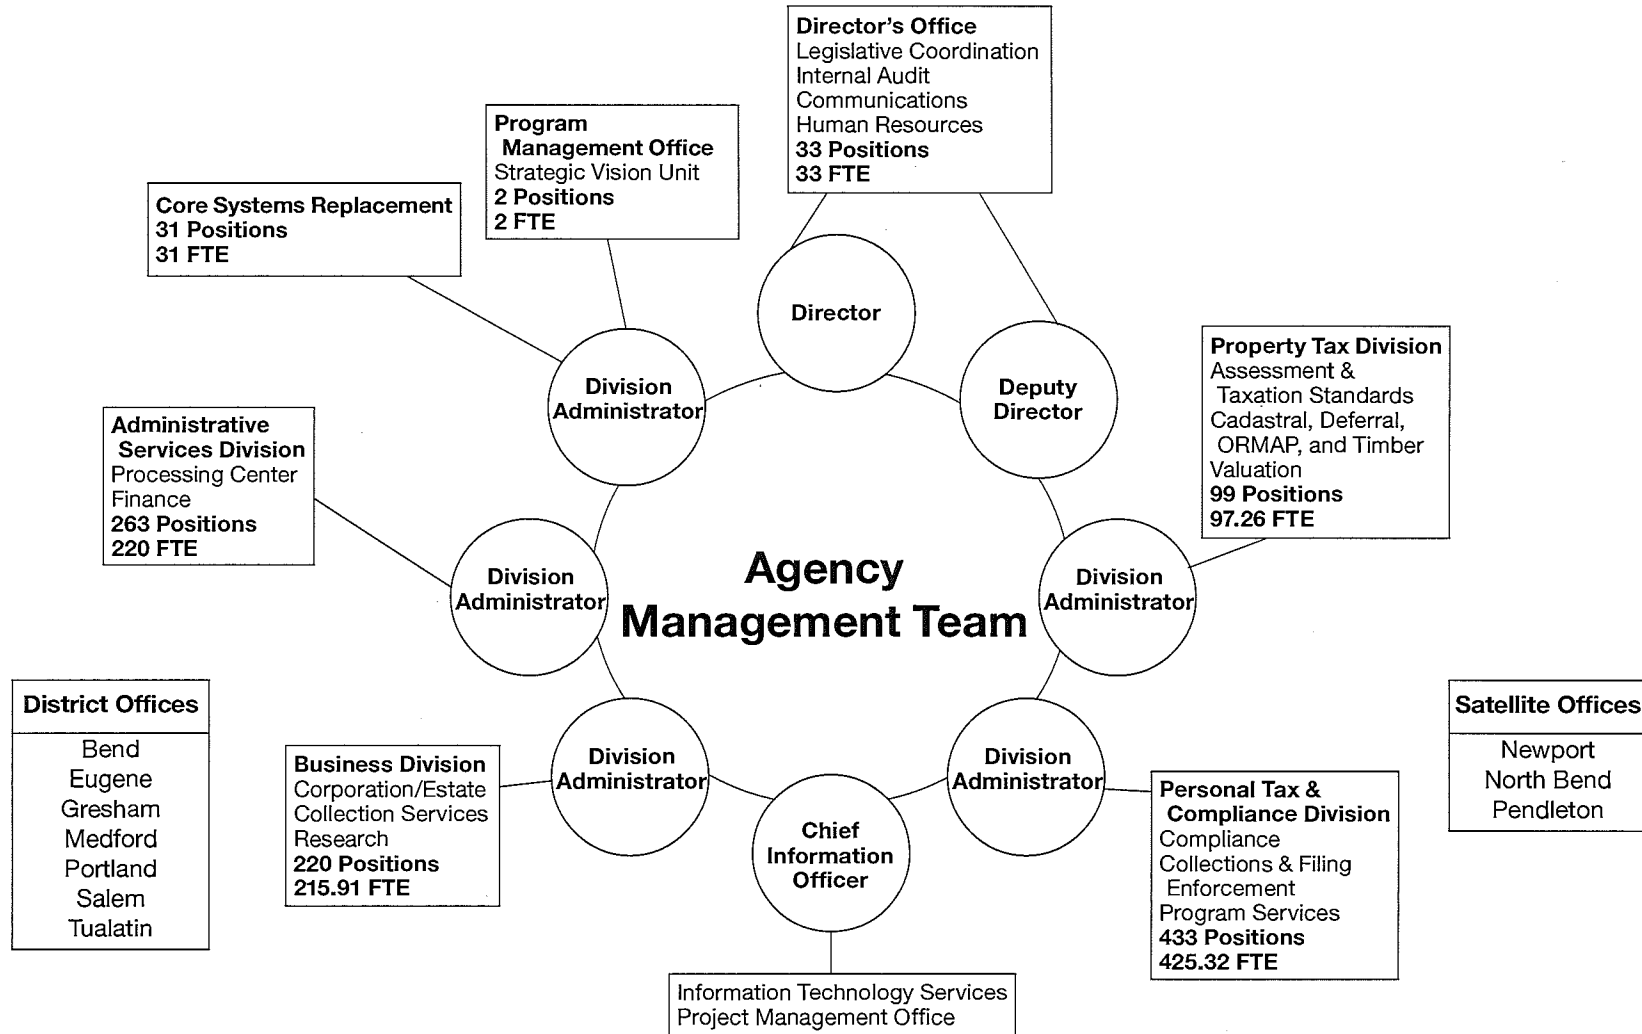 Director's Office
Legislative Coordination
Internal Audit
Communications
Human Resources
33 Positions
33 FTE
Program
Management Office
Strategic Vision Unit
2 Positions
2 FTE
Core Systems Replacement
31 Positions
31 FTE
Director
Division
Administrator
Deputy
Director
Property Tax Division
Assessment &
Taxation Standards
Cadastral, Deferral,
ORMAP, and Timber
Valuation
99 Positions
97.26 FTE
Administrative
Services Division
Processing Center
Finance
263 Positions
220 FTE
Division
Administrator
Agency
Management Team
Division
Administrator
District Offices
Bend
Eugene
Gresham
Medford
Portland
Salem
Tualatin
Business Division
Corporation/Estate
Collection Services
Research
220 Positions
215.91 FTE
Division
Administrator
Chief
Information
Officer
Division
Administrator
Personal Tax &
Compliance Division
Compliance
Collections & Filing
Enforcement
Program Services
433 Positions
425.32 FTE
Satellite Offices
Newport
North Bend
Pendleton
Information Technology Services
Project Management Office